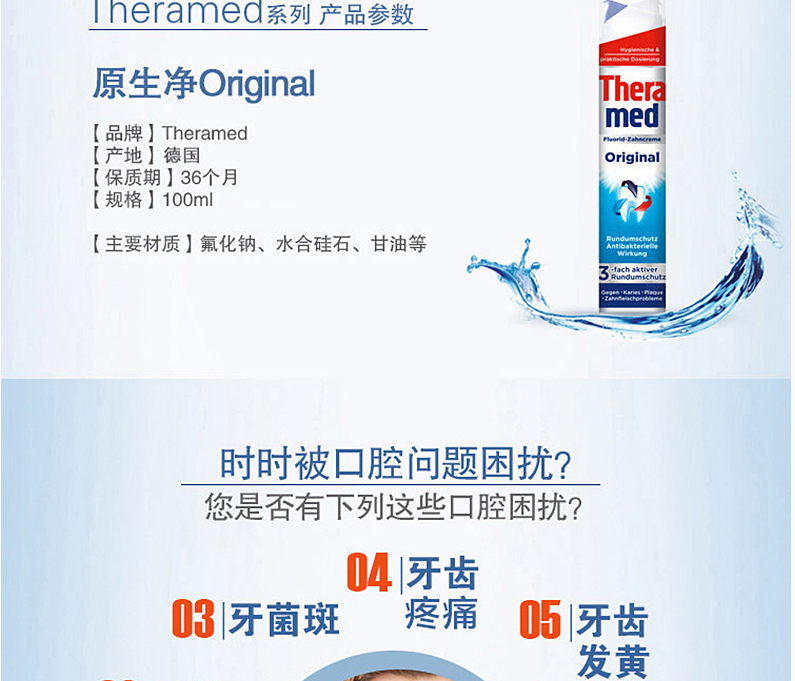 Theramed系列 产品参数
原生净Original
【 品牌 】Theramed
【 产地 】德国
【 保质期 】36个月
【 规格 】100ml
【 主要材质 】氟化钠、水合硅石、甘油等
Hygienische &
praktische Dosierung
Thera
med
Fluorid-Zahncreme
Original
Rundumschutz
Antibakterielle
Wirkung
3-fach aktiver
Rundumschutz
Gegen · Karies · Plaque
· Zahnfleischprobleme
时时被口腔问题困扰?
您是否有下列这些口腔困扰?
04 牙齿
疼痛
03 牙菌斑
05 牙齿
发黄